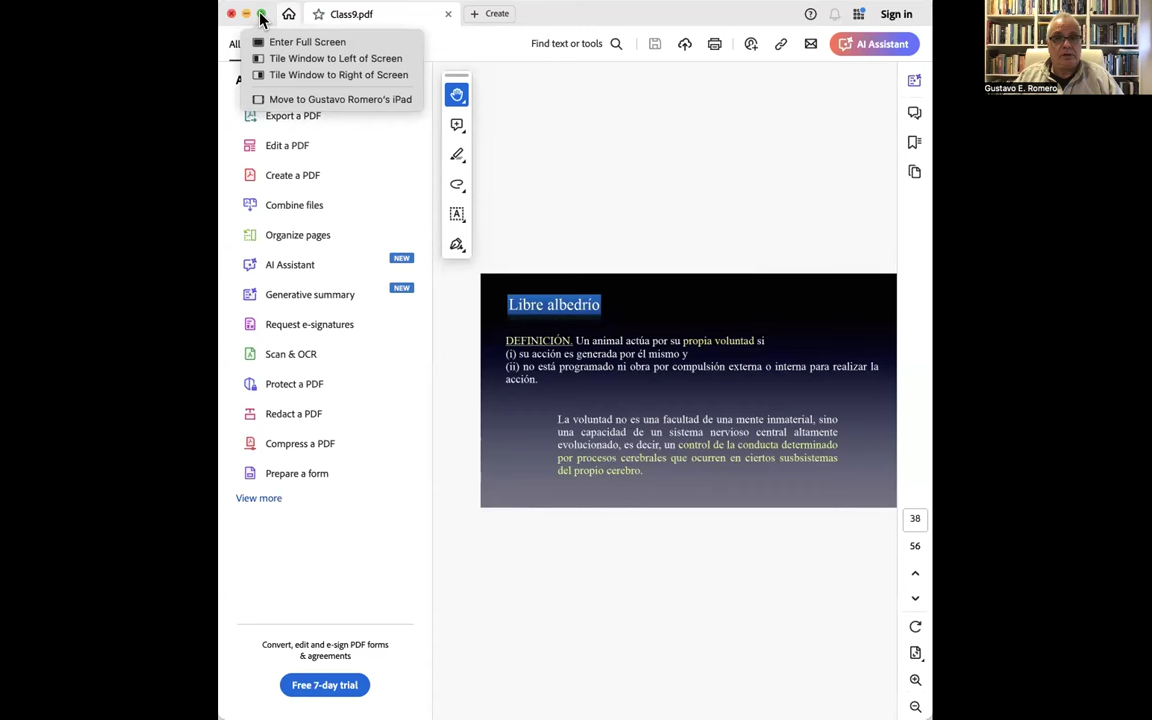 Class9.pdf
Create
Sign in
All
Find text or tools
AI Assistant
Enter Full Screen
Tile Window to Left of Screen
Tile Window to Right of Screen
Move to Gustavo Romero's iPad
A
Export a PDF
Edit a PDF
Create a PDF
Combine files
Organize pages
AI Assistant
NEW
Generative summary
NEW
Request e-signatures
Scan & OCR
Protect a PDF
Redact a PDF
Compress a PDF
Prepare a form
View more
Convert, edit and e-sign PDF forms
& agreements
Free 7-day trial
Libre albedrío
DEFINICIÓN. Un animal actúa por su propia voluntad si
(i) su acción es generada por él mismo y
(ii) no está programado ni obra por compulsión externa o interna para realizar la
acción.
La voluntad no es una facultad de una mente inmaterial, sino
una capacidad de un sistema nervioso central altamente
evolucionado, es decir, un control de la conducta determinado
por procesos cerebrales que ocurren en ciertos susbsistemas
del propio cerebro.
38
56
Gustavo E. Romero